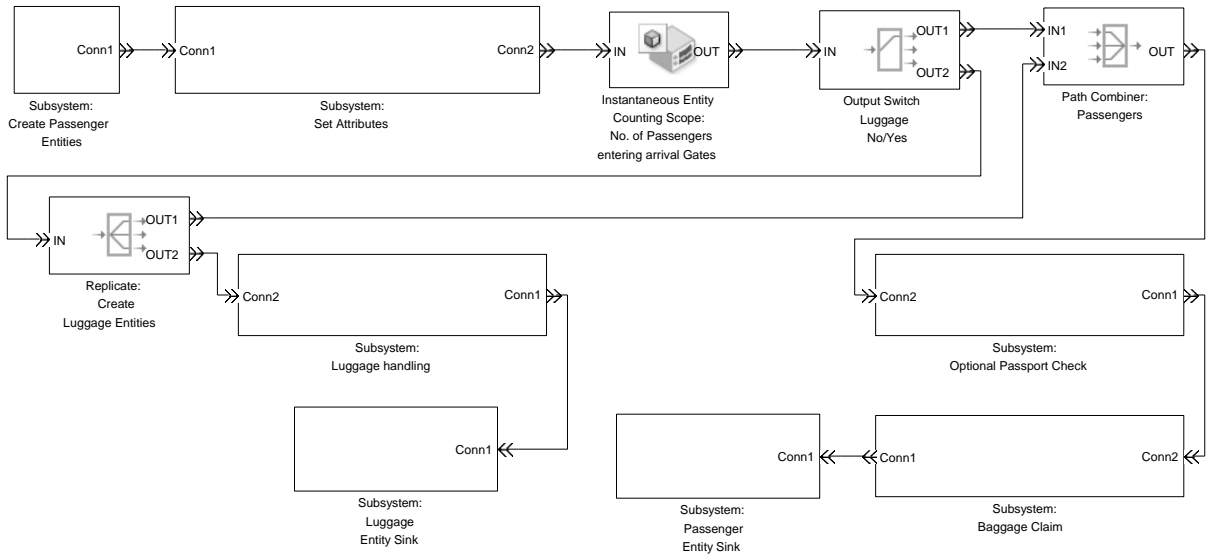 Conn1
Subsystem:
Create Passenger
Entities
Conn1
Conn2
Subsystem:
Set Attributes
IN
OUT
Instantaneous Entity
Counting Scope:
No. of Passengers
entering arrival Gates
IN
OUT1
OUT2
Output Switch
Luggage
No/Yes
IN1
IN2
OUT
Path Combiner:
Passengers
IN
OUT1
OUT2
Replicate:
Create
Luggage Entities
Conn2
Conn1
Subsystem:
Luggage handling
Conn2
Conn1
Subsystem:
Optional Passport Check
Conn1
Subsystem:
Luggage
Entity Sink
Conn1
Subsystem:
Passenger
Entity Sink
Conn1
Conn2
Subsystem:
Baggage Claim